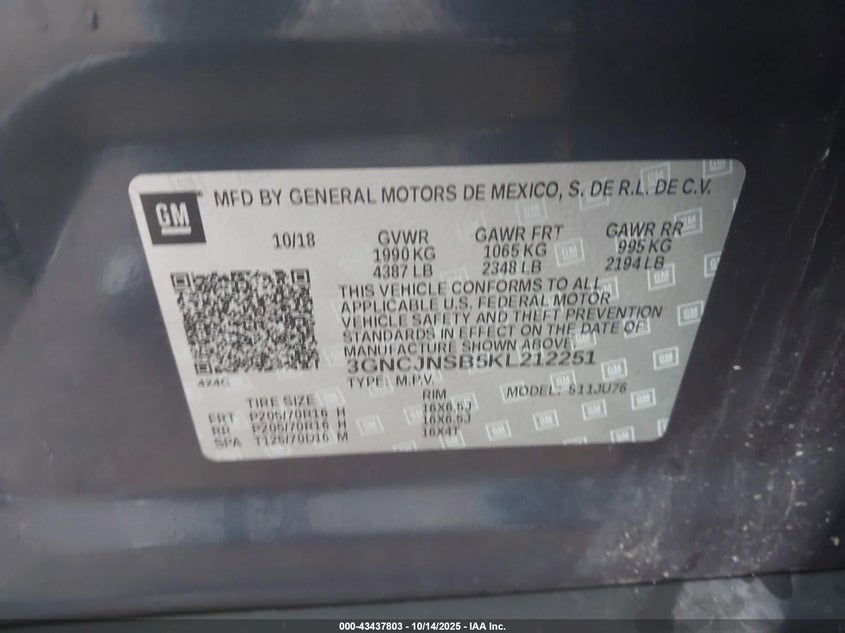 GM
MFD BY GENERAL MOTORS DE MEXICO, S. DE R.L. DE C.V.
10/18 GVWR GAWR FRT GAWR RR
1990 KG 1065 KG 995 KG
4387 LB 2348 LB 2194 LB
THIS VEHICLE CONFORMS TO ALL
APPLICABLE U.S. FEDERAL MOTOR
VEHICLE SAFETY AND THEFT PREVENTION
STANDARDS IN EFFECT ON THE DATE OF
MANUFACTURE SHOWN ABOVE.
3GNCJNSB5KL212251
4Z4G
TYPE: M.P.V. MODEL: S11JU76
TIRE SIZE RIM
FRT P205/70R16 H 16X6.5J
RR P205/70R16 H 16X6.5J
SPA T125/70D16 M 16X4T
000-43437803 | 10/14/2025 - IAA Inc.